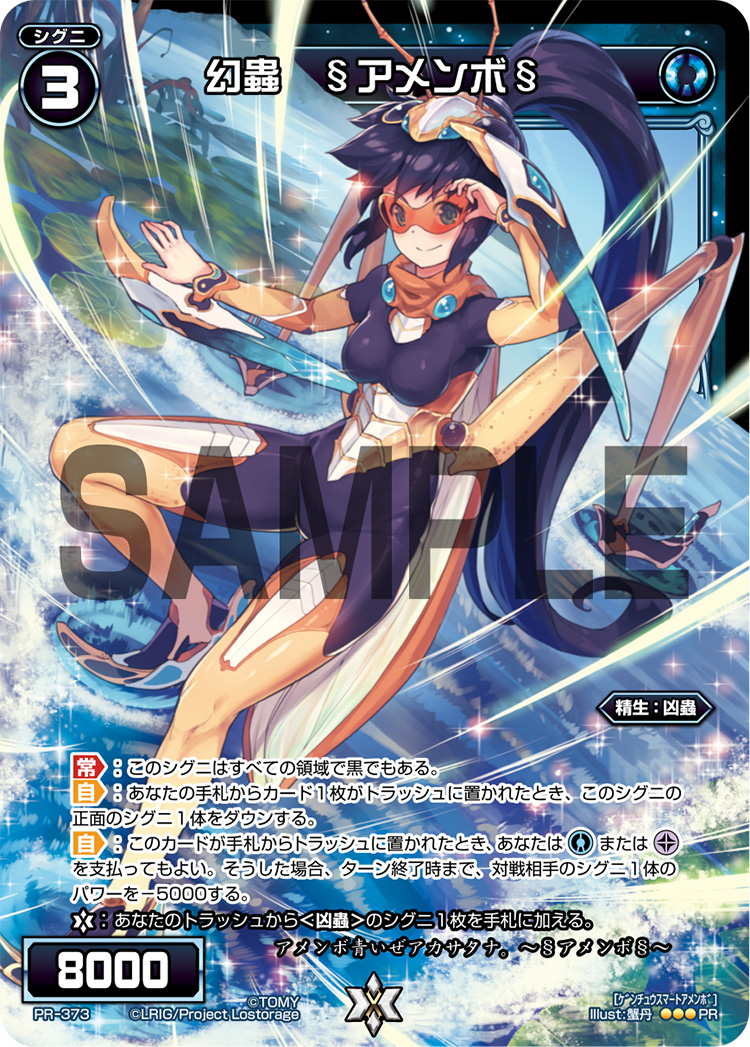 シグニ
3
幻蟲 §アメンボ§
SAMPLE
精生:凶蟲
常:このシグニはすべての領域で黒でもある。
自:あなたの手札からカード1枚がトラッシュに置かれたとき、このシグニの
正面のシグニ1体をダウンする。
自:このカードが手札からトラッシュに置かれたとき、あなたは または
を支払ってもよい。そうした場合、ターン終了時まで、対戦相手のシグニ1体の
パワーを-5000する。
:あなたのトラッシュから<凶蟲>のシグニ1枚を手札に加える。
アメンボ青いぜアカサタナ。~§アメンボ§~
8000
©TOMY
[ゲンチュウスマートアメンボ]
PR-373 ©LRIG/Project Lostorage
Illust:蟹丹 PR